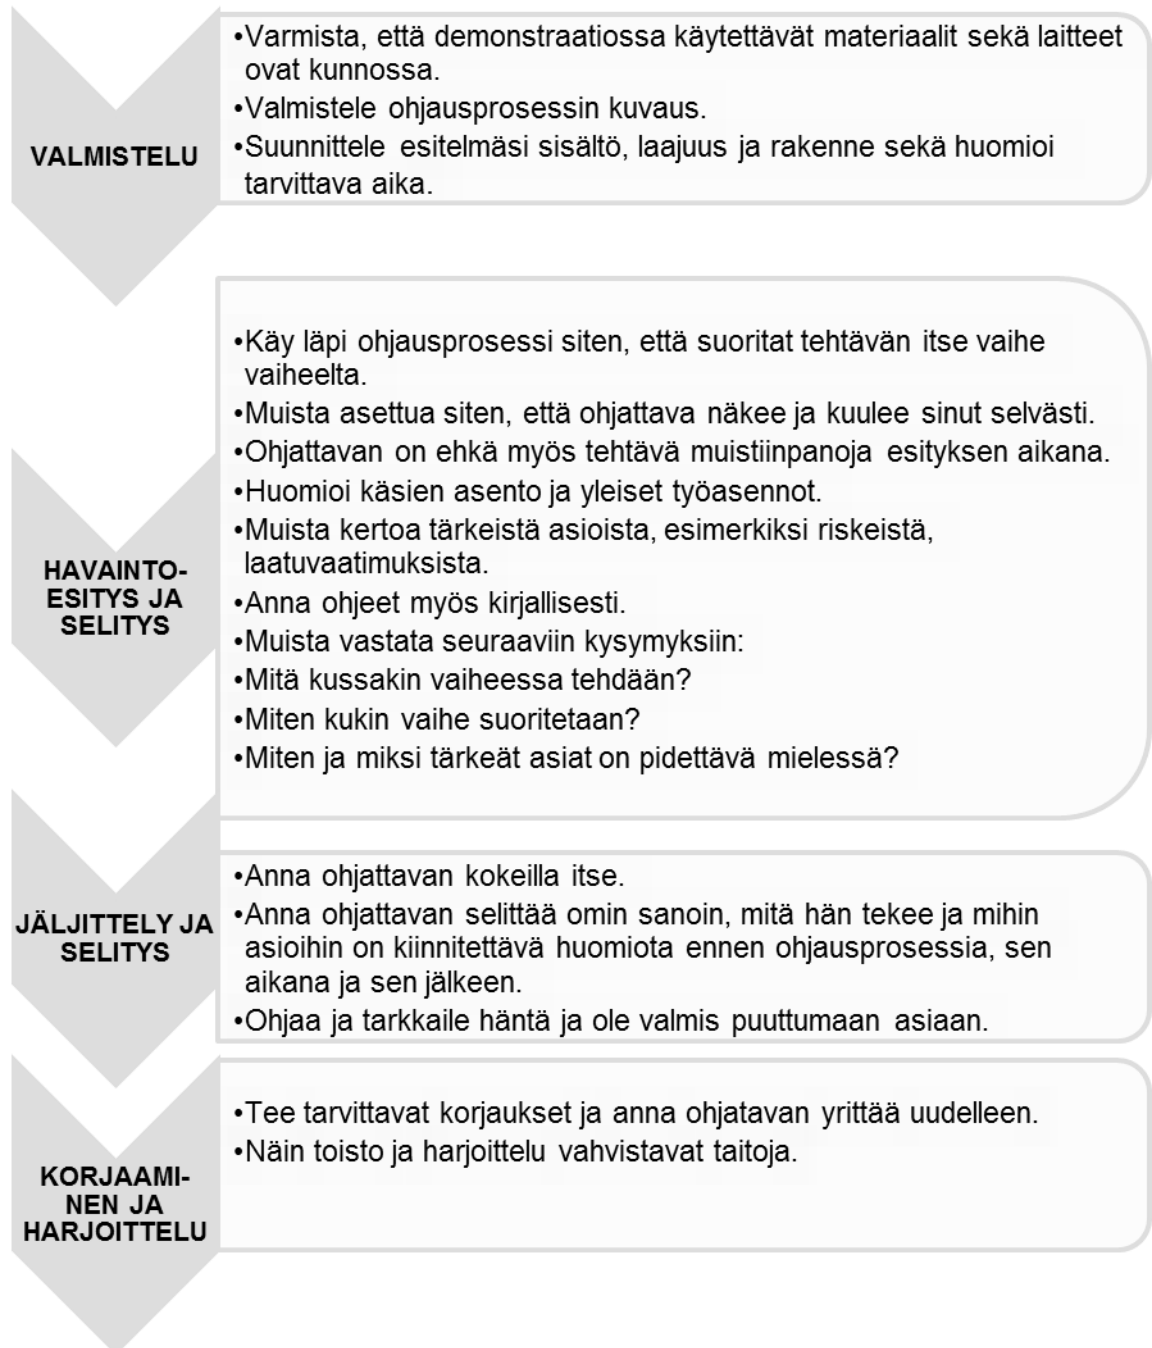 VALMISTELU
•Varmista, että demonstraatiossa käytettävät materiaalit sekä laitteet
ovat kunnossa.
•Valmistele ohjausprosessin kuvaus.
•Suunnittele esitelmäsi sisältö, laajuus ja rakenne sekä huomioi
tarvittava aika.
HAVAINTO-
ESITYS JA
SELITYS
•Käy läpi ohjausprosessi siten, että suoritat tehtävän itse vaihe
vaiheelta.
•Muista asettua siten, että ohjattava näkee ja kuulee sinut selvästi.
•Ohjattavan on ehkä myös tehtävä muistiinpanoja esityksen aikana.
•Huomioi käsien asento ja yleiset työasennot.
•Muista kertoa tärkeistä asioista, esimerkiksi riskeistä,
laatuvaatimuksista.
•Anna ohjeet myös kirjallisesti.
•Muista vastata seuraaviin kysymyksiin:
•Mitä kussakin vaiheessa tehdään?
•Miten kukin vaihe suoritetaan?
•Miten ja miksi tärkeät asiat on pidettävä mielessä?
JÄLJITTELY JA
SELITYS
•Anna ohjattavan kokeilla itse.
•Anna ohjattavan selittää omin sanoin, mitä hän tekee ja mihin
asioihin on kiinnitettävä huomiota ennen ohjausprosessia, sen
aikana ja sen jälkeen.
•Ohjaa ja tarkkaile häntä ja ole valmis puuttumaan asiaan.
KORJAAMI-
NEN JA
HARJOITTELU
•Tee tarvittavat korjaukset ja anna ohjatavan yrittää uudelleen.
•Näin toisto ja harjoittelu vahvistavat taitoja.